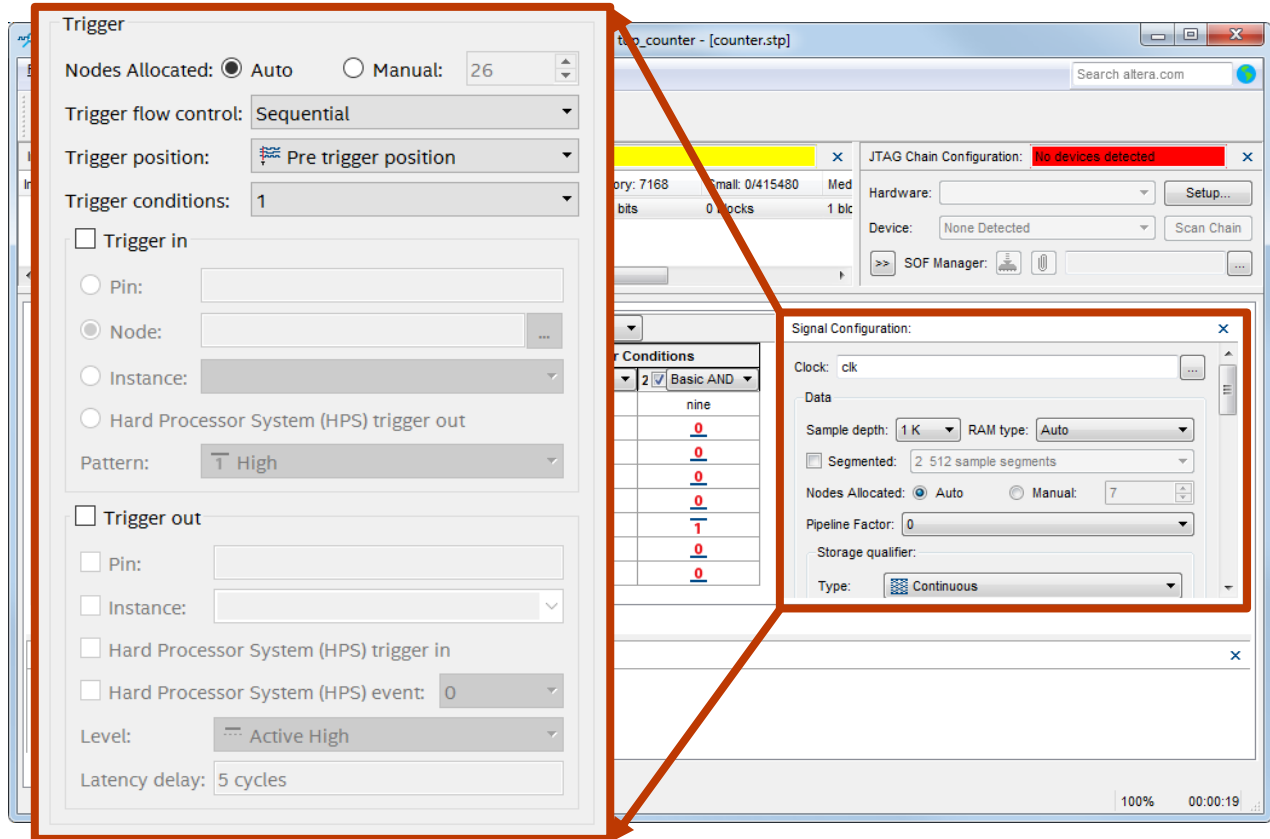 Trigger
Nodes Allocated: Auto Manual: 26
Trigger flow control: Sequential
Trigger position: Pre trigger position
Trigger conditions: 1
Trigger in
Pin:
Node: ...
Instance:
Hard Processor System (HPS) trigger out
Pattern: 1 High
Trigger out
Pin:
Instance:
Hard Processor System (HPS) trigger in
Hard Processor System (HPS) event: 0
Level: Active High
Latency delay: 5 cycles
top_counter - [counter.stp]
Search altera.com
ory: 7168 Small: 0/415480 Med
bits 0 blocks 1 blc
JTAG Chain Configuration: No devices detected
Hardware: Setup...
Device: None Detected Scan Chain
>> SOF Manager: ...
r Conditions
2 Basic AND
nine
0
0
0
0
1
0
0
Signal Configuration:
Clock: clk ...
Data
Sample depth: 1 K RAM type: Auto
Segmented: 2 512 sample segments
Nodes Allocated: Auto Manual: 7
Pipeline Factor: 0
Storage qualifier:
Type: Continuous
100% 00:00:19